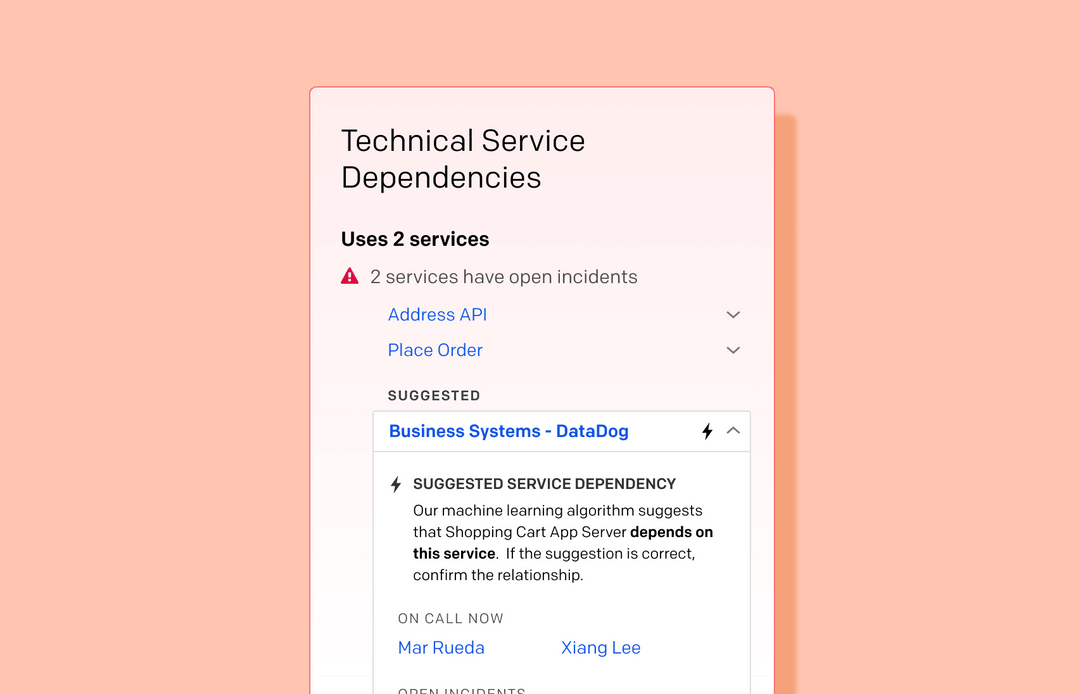 Technical Service
Dependencies
Uses 2 services
2 services have open incidents
Address API
Place Order
SUGGESTED
Business Systems - DataDog
SUGGESTED SERVICE DEPENDENCY
Our machine learning algorithm suggests
that Shopping Cart App Server depends on
this service. If the suggestion is correct,
confirm the relationship.
ON CALL NOW
Mar Rueda Xiang Lee
OPEN INCIDENTS